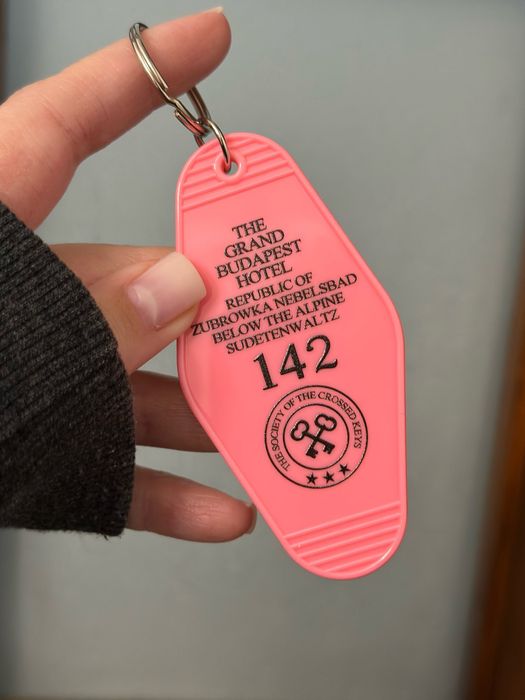 THE
GRAND
BUDAPEST
HOTEL
REPUBLIC OF
ZUBROWKA NEBELSBAD
BELOW THE ALPINE
SUDETENWALTZ
142
THE SOCIETY OF THE CROSSED KEYS